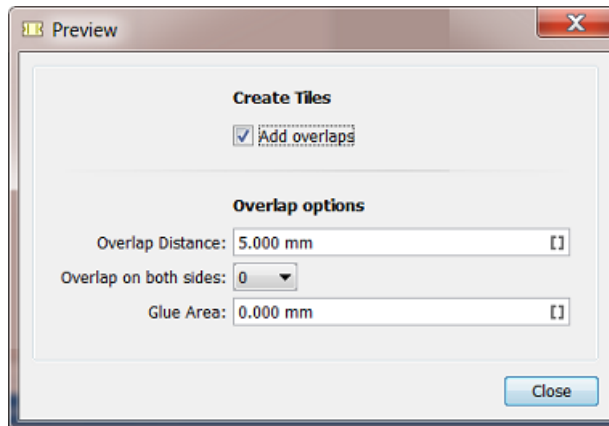 Preview
Create Tiles
Add overlaps
Overlap options
Overlap Distance: 5.000 mm
Overlap on both sides: 0
Glue Area: 0.000 mm
Close